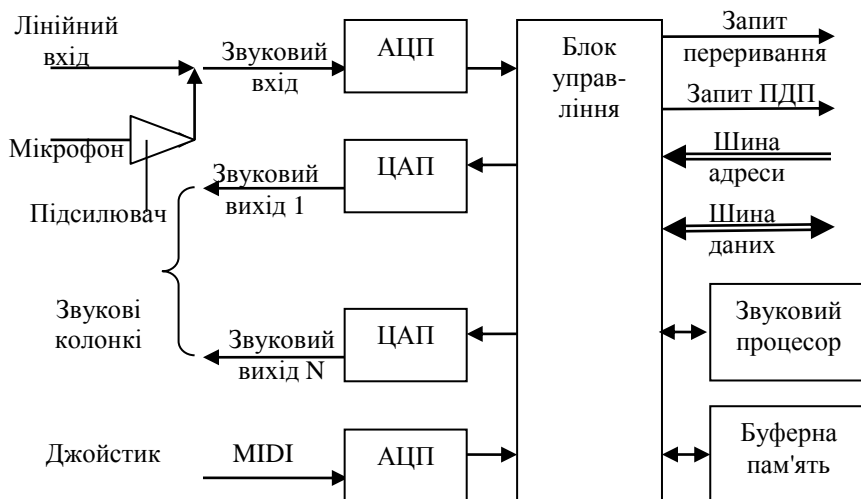 Лінійний
вхід
Звуковий
вхід
АЦП
Блок
управ-
ління
Запит
переривання
Запит ПДП
Мікрофон
Підсилювач
Звуковий
вихід 1
ЦАП
Шина
адреси
Шина
даних
Звукові
колонкі
Звуковий
вихід N
ЦАП
Звуковий
процесор
Джойстик
MIDI
АЦП
Буферна
пам'ять